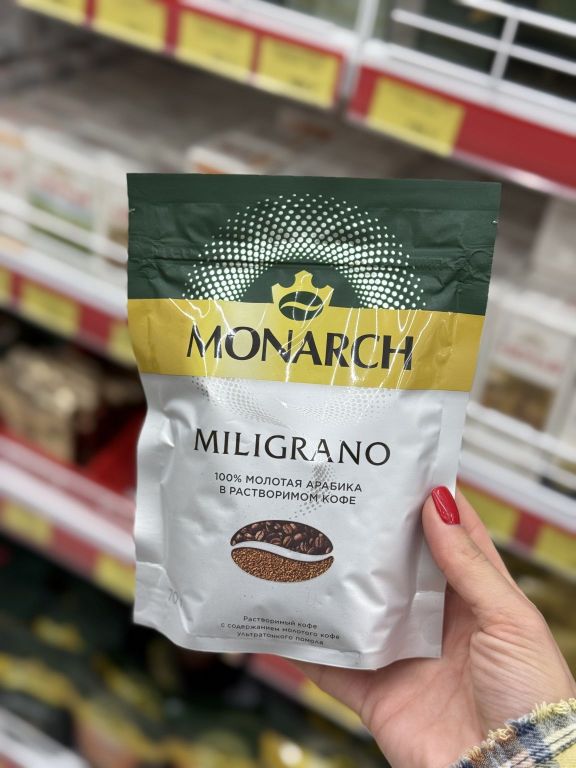 MONARCH
MILIGRANO
100% МОЛОТАЯ АРАБИКА
В РАСТВОРИМОМ КОФЕ
Растворимый кофе
с содержанием молотого кофе
ультратонкого помола